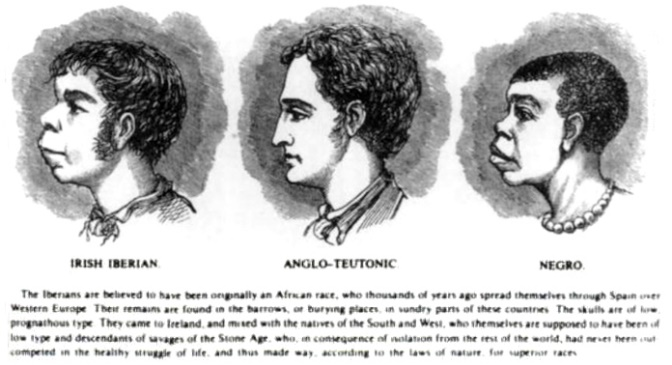 IRISH IBERIAN.
ANGLO-TEUTONIC.
NEGRO.
The Iberians are believed to have been originally an African race, who thousands of years ago spread themselves through Spain over
Western Europe. Their remains are found in the barrows, or burying places, in sundry parts of these countries. The skulls are of low,
prognathous type. They came to Ireland, and mixed with the natives of the South and West, who themselves are supposed to have been of
low type and descendants of savages of the Stone Age, who, in consequence of isolation from the rest of the world, had never been out-
competed in the healthy struggle of life, and thus made way, according to the laws of nature, for superior races.